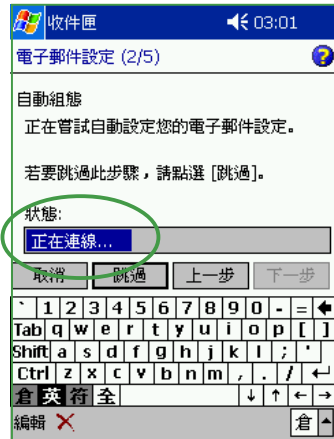 收件匣 03:01
電子郵件設定 (2/5) ?
自動組態
正在嘗試自動設定您的電子郵件設定。
若要跳過此步驟，請點選 [跳過]。
狀態:
正在連線...
取消 跳過 上一步 下一步
` 1 2 3 4 5 6 7 8 9 0 - =
Tab q w e r t y u i o p [ ]
Shift a s d f g h j k l ; '
Ctrl z x c v b n m , . /
倉 英 符 全
編輯 倉